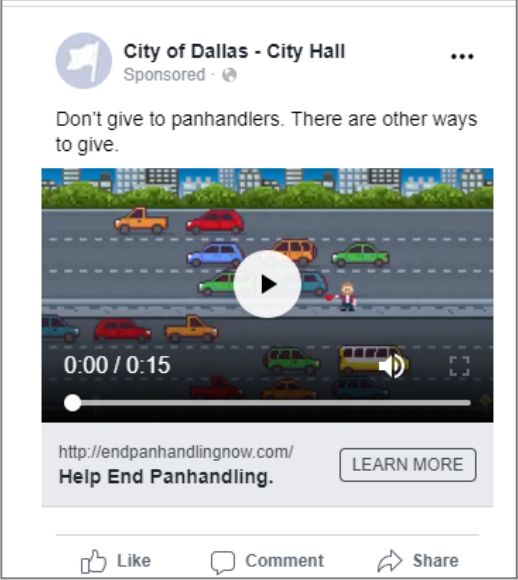 City of Dallas - City Hall
Sponsored ·
Don't give to panhandlers. There are other ways
to give.
0:00 / 0:15
http://endpanhandlingnow.com/
Help End Panhandling.
LEARN MORE
Like
Comment
Share